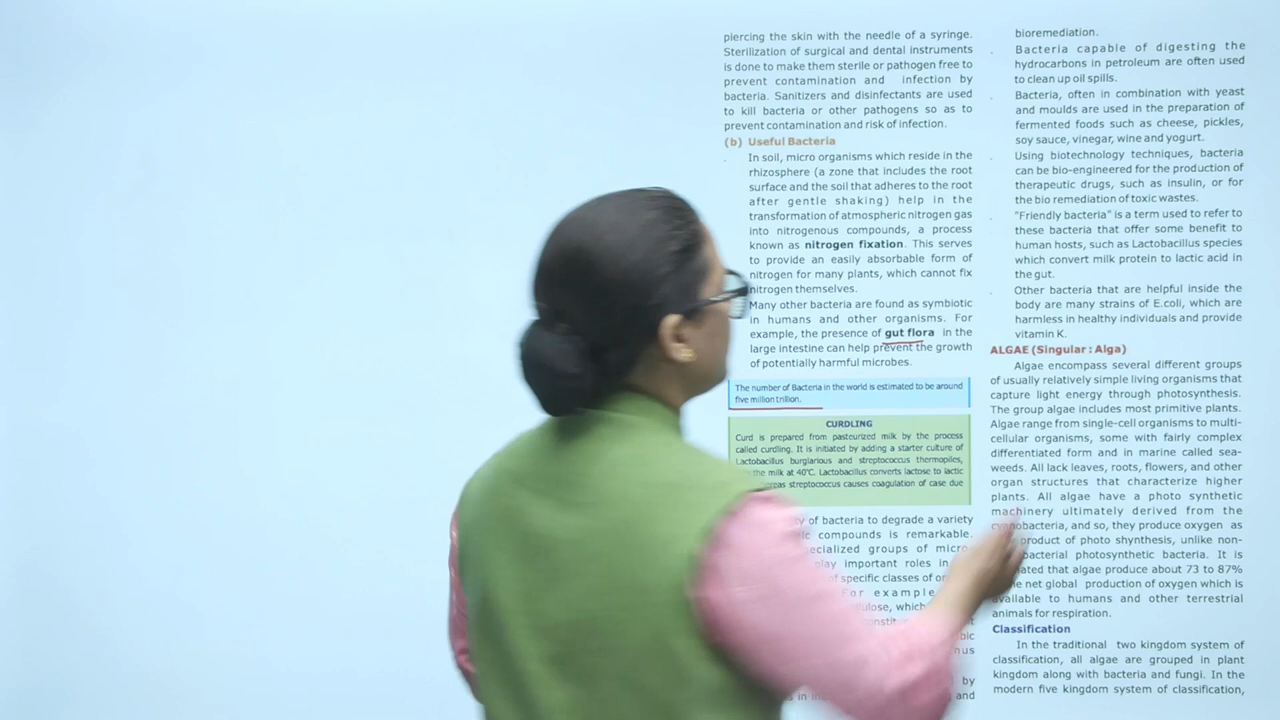 piercing the skin with the needle of a syringe.
Sterilization of surgical and dental instruments
is done to make them sterile or pathogen free to
prevent contamination and infection by
bacteria. Sanitizers and disinfectants are used
to kill bacteria or other pathogens so as to
prevent contamination and risk of infection.
(b) Useful Bacteria
In soil, micro organisms which reside in the
rhizosphere (a zone that includes the root
surface and the soil that adheres to the root
after gentle shaking) help in the
transformation of atmospheric nitrogen gas
into nitrogenous compounds, a process
known as nitrogen fixation. This serves
to provide an easily absorbable form of
nitrogen for many plants, which cannot fix
nitrogen themselves.
Many other bacteria are found as symbiotic
in humans and other organisms. For
example, the presence of gut flora in the
large intestine can help prevent the growth
of potentially harmful microbes.
The number of Bacteria in the world is estimated to be around
five million trillion.
CURDLING
Curd is prepared from pasteurized milk by the process
called curdling. It is initiated by adding a starter culture of
Lactobacillus burglarious and streptococcus thermopiles,
the milk at 40°C. Lactobacillus converts lactose to lactic
streptococcus causes coagulation of case due
of bacteria to degrade a variety
compounds is remarkable.
groups of micro
important roles in
of specific classes of
For example
which
by
and
bioremediation.
Bacteria capable of digesting the
hydrocarbons in petroleum are often used
to clean up oil spills.
Bacteria, often in combination with yeast
and moulds are used in the preparation of
fermented foods such as cheese, pickles,
soy sauce, vinegar, wine and yogurt.
Using biotechnology techniques, bacteria
can be bio-engineered for the production of
therapeutic drugs, such as insulin, or for
the bio remediation of toxic wastes.
"Friendly bacteria" is a term used to refer to
these bacteria that offer some benefit to
human hosts, such as Lactobacillus species
which convert milk protein to lactic acid in
the gut.
Other bacteria that are helpful inside the
body are many strains of E.coli, which are
harmless in healthy individuals and provide
vitamin K.
ALGAE (Singular : Alga)
Algae encompass several different groups
of usually relatively simple living organisms that
capture light energy through photosynthesis.
The group algae includes most primitive plants.
Algae range from single-cell organisms to multi-
cellular organisms, some with fairly complex
differentiated form and in marine called sea-
weeds. All lack leaves, roots, flowers, and other
organ structures that characterize higher
plants. All algae have a photo synthetic
machinery ultimately derived from the
cyanobacteria, and so, they produce oxygen as
product of photo shynthesis, unlike non-
bacterial photosynthetic bacteria. It is
that algae produce about 73 to 87%
net global production of oxygen which is
available to humans and other terrestrial
animals for respiration.
Classification
In the traditional two kingdom system of
classification, all algae are grouped in plant
kingdom along with bacteria and fungi. In the
modern five kingdom system of classification,